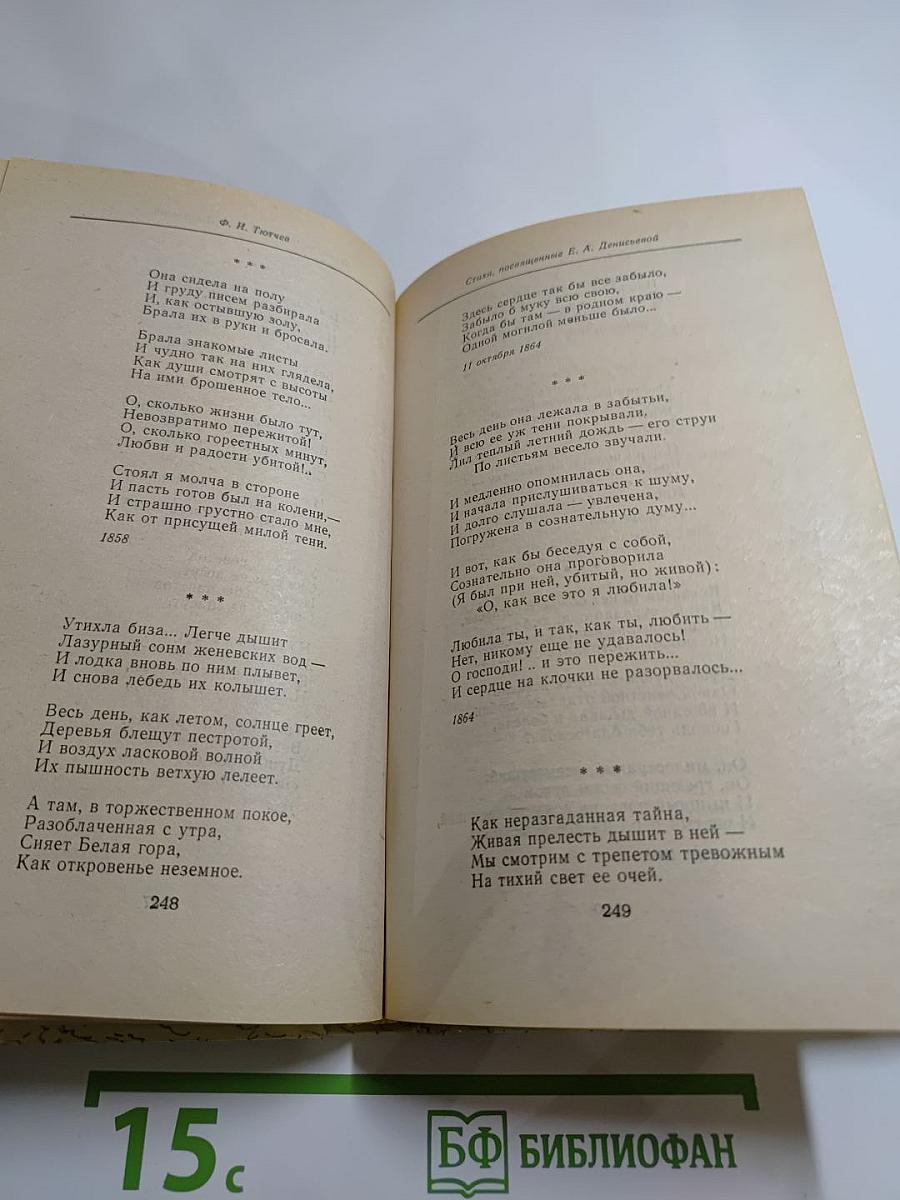 Ф. И. Тютчев
* * *
Она сидела на полу
И груду писем разбирала
И, как остывшую золу,
Брала их в руки и бросала.
Брала знакомые листы
И чудно так на них глядела,
Как души смотрят с высоты
На ими брошенное тело...
О, сколько жизни было тут,
Невозвратимо пережитой!
О, сколько горестных минут,
Любви и радости убитой!..
Стоял я молча в стороне
И пасть готов был на колени,—
И страшно грустно стало мне,
Как от присущей милой тени.
1858
* * *
Утихла биза... Легче дышит
Лазурный сонм женевских вод —
И лодка вновь по ним плывет,
И снова лебедь их колышет.
Весь день, как летом, солнце греет,
Деревья блещут пестротой,
И воздух ласковой волной
Их пышность ветхую лелеет.
А там, в торжественном покое,
Разоблаченная с утра,
Сияет Белая гора,
Как откровенье неземное.
248
Стихи, посвященные Е. А. Денисьевой
Здесь сердце так бы все забыло,
Забыло б муку всю свою,
Когда бы там — в родном краю —
Одной могилой меньше было...
11 октября 1864
* * *
Весь день она лежала в забытьи,
И всю ее уж тени покрывали.
Лил теплый летний дождь — его струи
По листьям весело звучали.
И медленно опомнилась она,
И начала прислушиваться к шуму,
И долго слушала — увлечена,
Погружена в сознательную думу...
И вот, как бы беседуя с собой,
Сознательно она проговорила
(Я был при ней, убитый, но живой):
«О, как все это я любила!»
Любила ты, и так, как ты, любить —
Нет, никому еще не удавалось!
О господи! .. и это пережить...
И сердце на клочки не разорвалось...
1864
* * *
Как неразгаданная тайна,
Живая прелесть дышит в ней —
Мы смотрим с трепетом тревожным
На тихий свет ее очей.
249
15 с
БФ БИБЛИОФАН